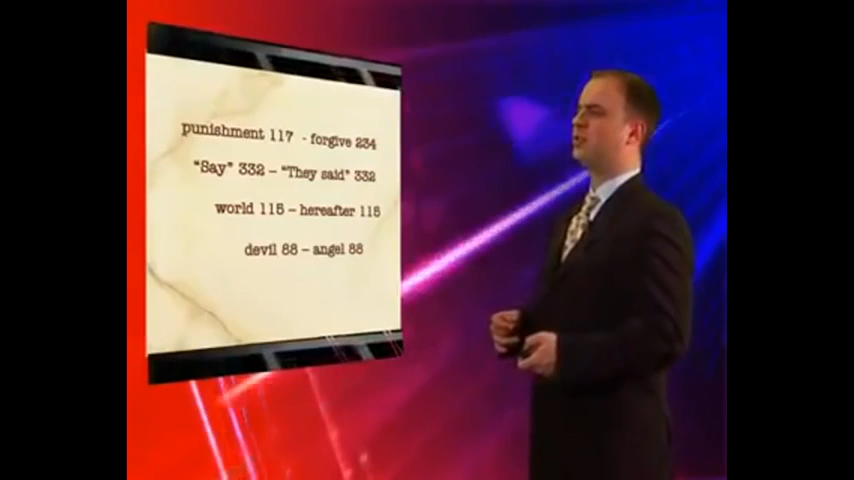 punishment 117 - forgive 234
“Say” 332 – “They said” 332
world 115 – hereafter 115
devil 88 – angel 88